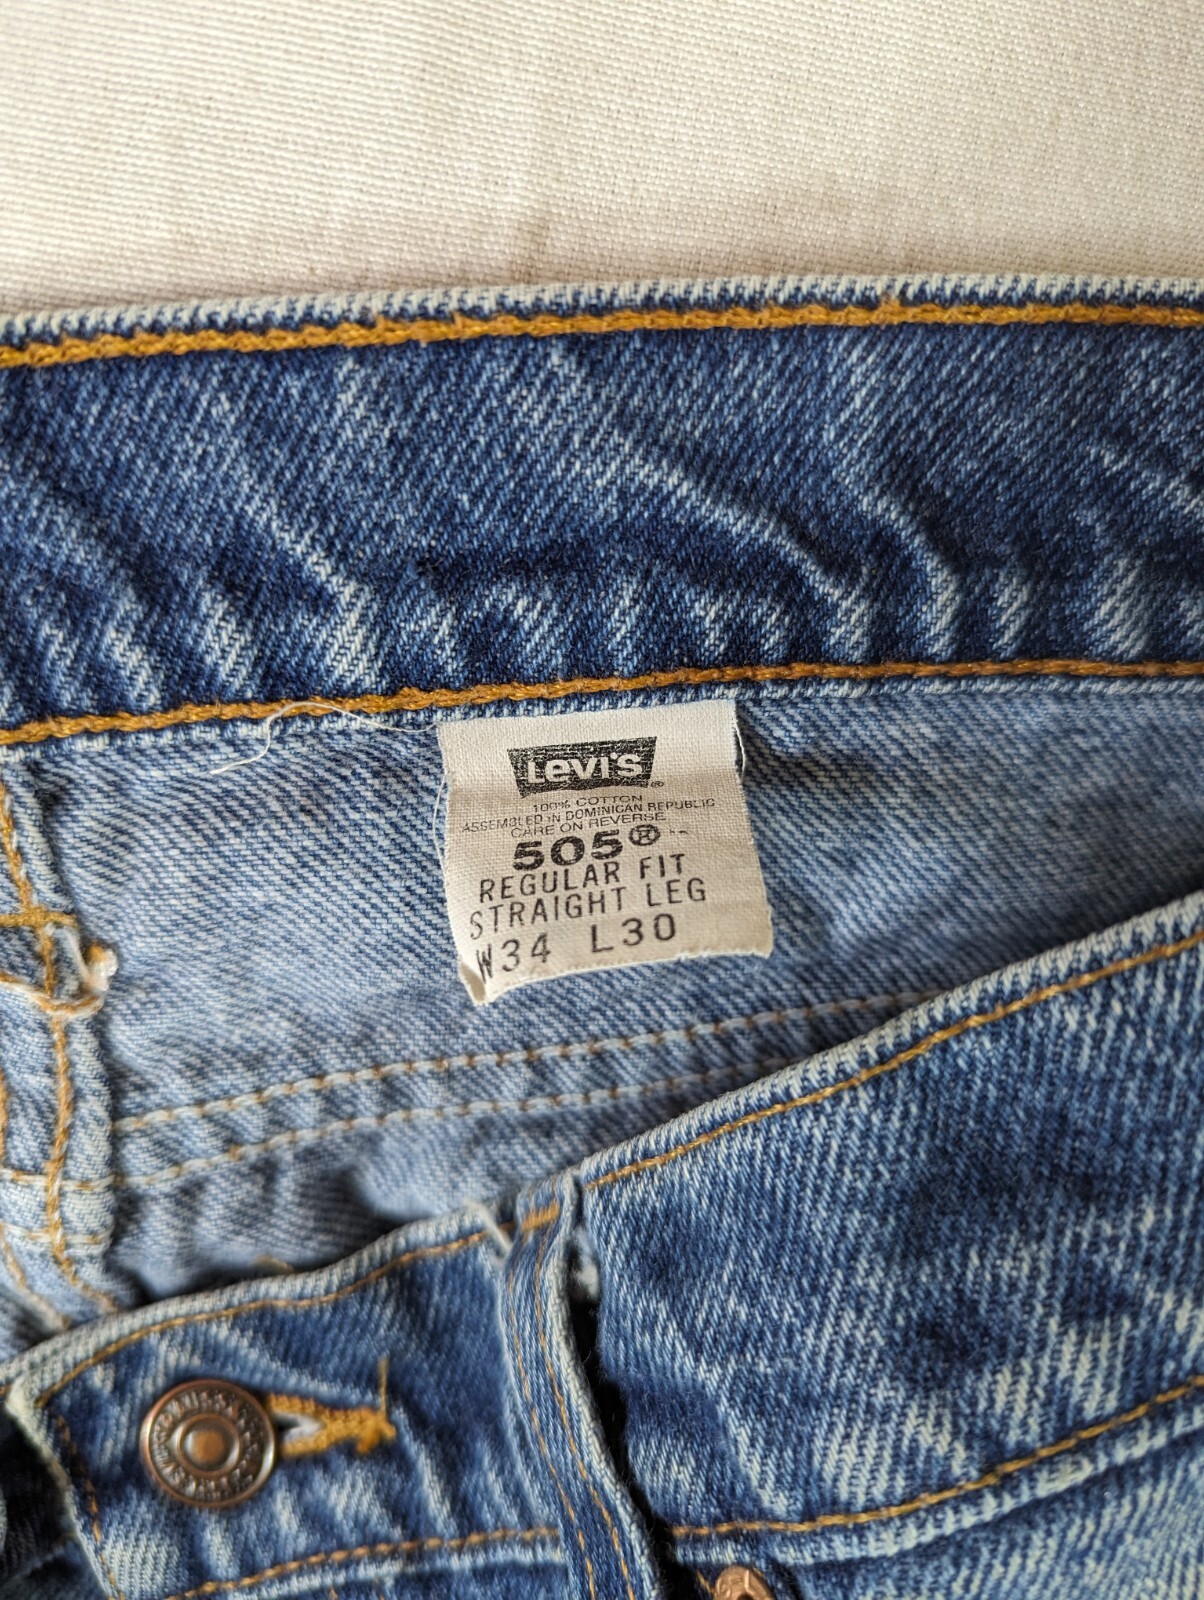 Levi's ®
100% COTTON
ASSEMBLED IN DOMINICAN REPUBLIC
CARE ON REVERSE
505®
REGULAR FIT
STRAIGHT LEG
W34 L30